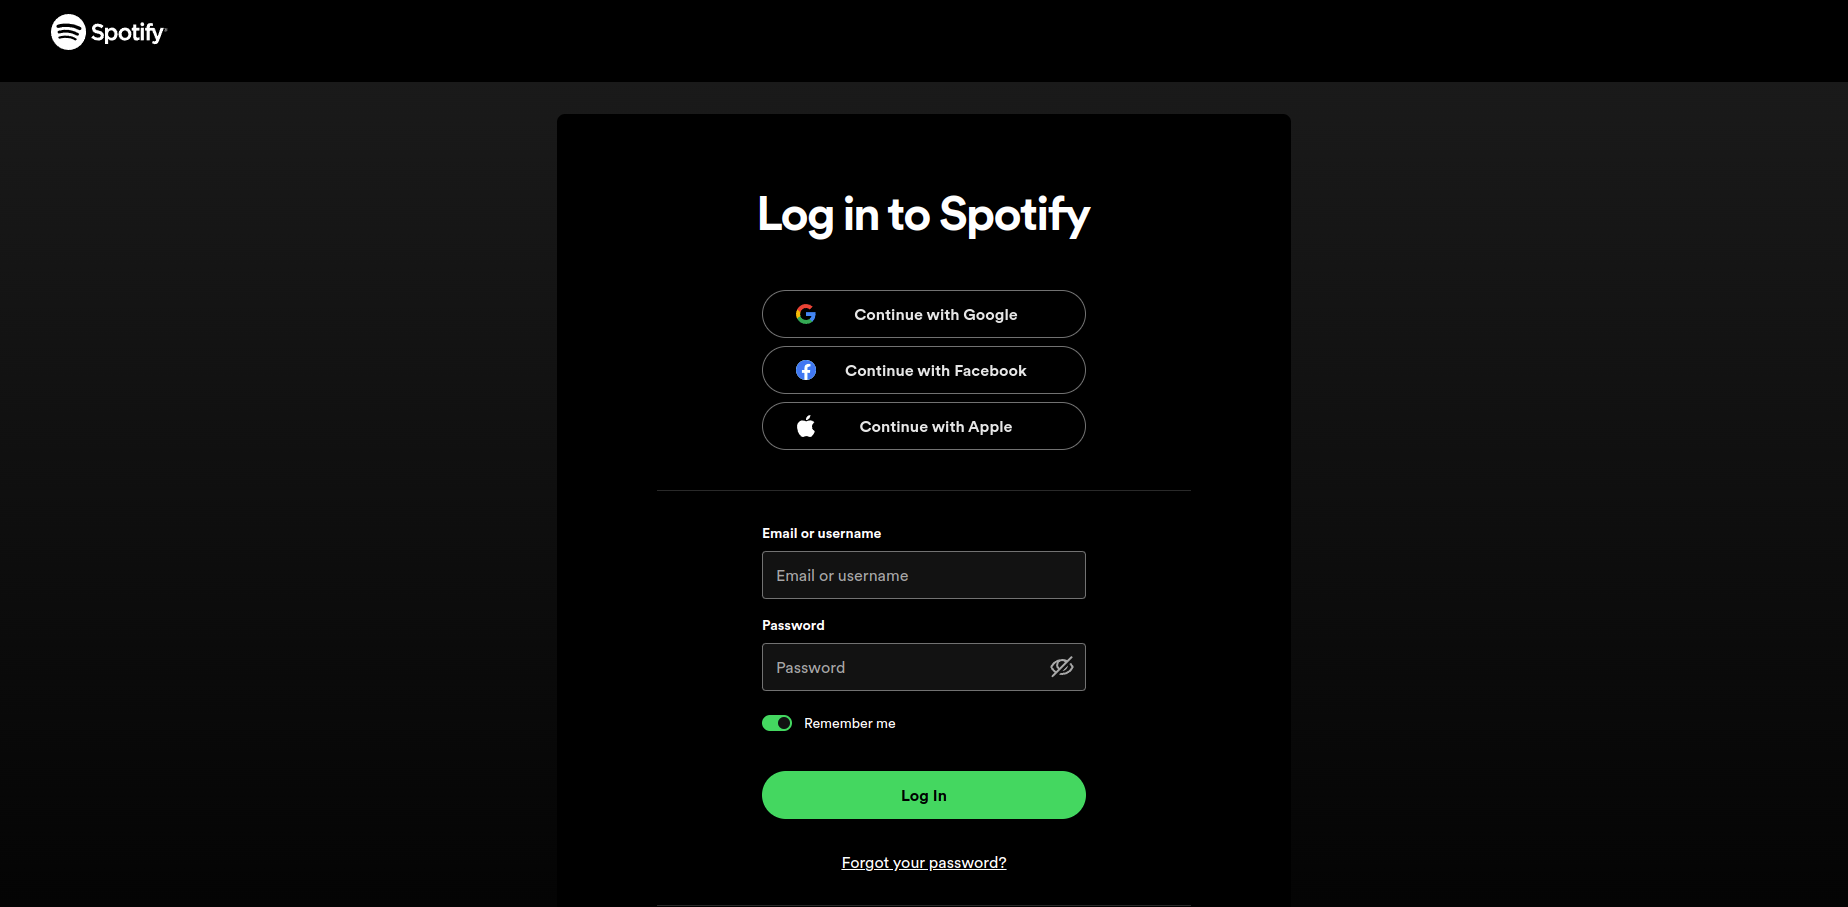 Spotify
Log in to Spotify
Continue with Google
Continue with Facebook
Continue with Apple
Email or username
Email or username
Password
Password
Remember me
Log In
Forgot your password?